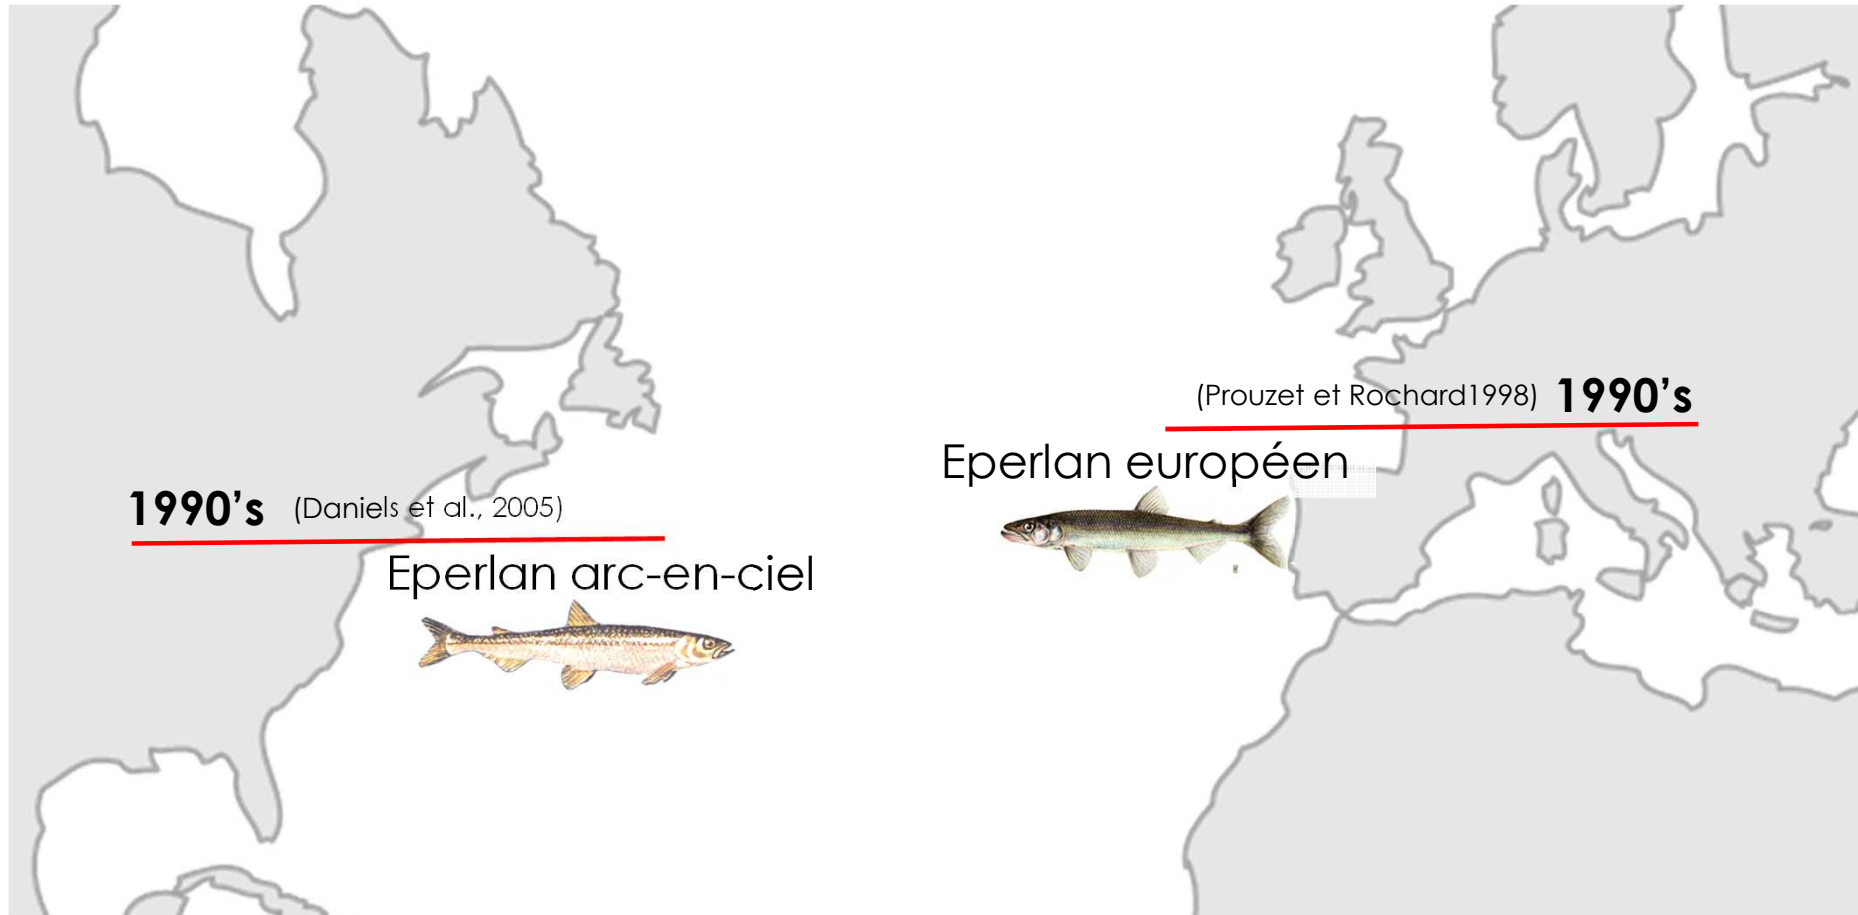 (Prouzet et Rochard1998) 1990's
Eperlan européen
1990's (Daniels et al., 2005)
Eperlan arc-en-ciel